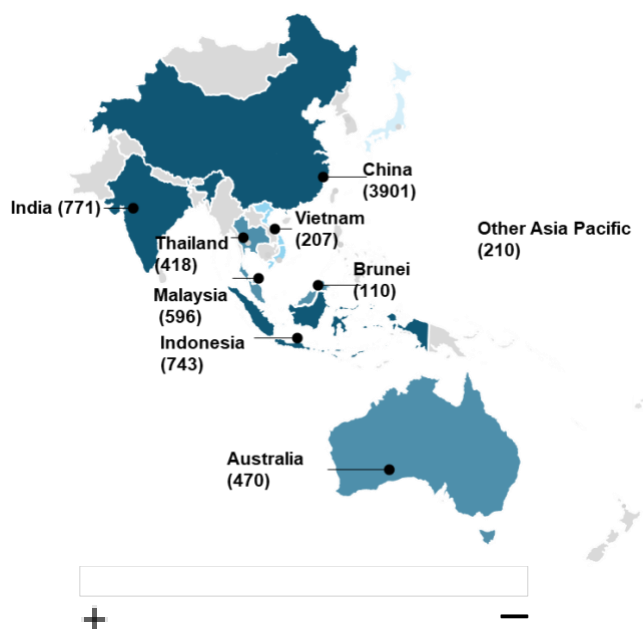 China
(3901)
India (771)
Vietnam
(207)
Other Asia Pacific
(210)
Thailand
(418)
Brunei
(110)
Malaysia
(596)
Indonesia
(743)
Australia
(470)